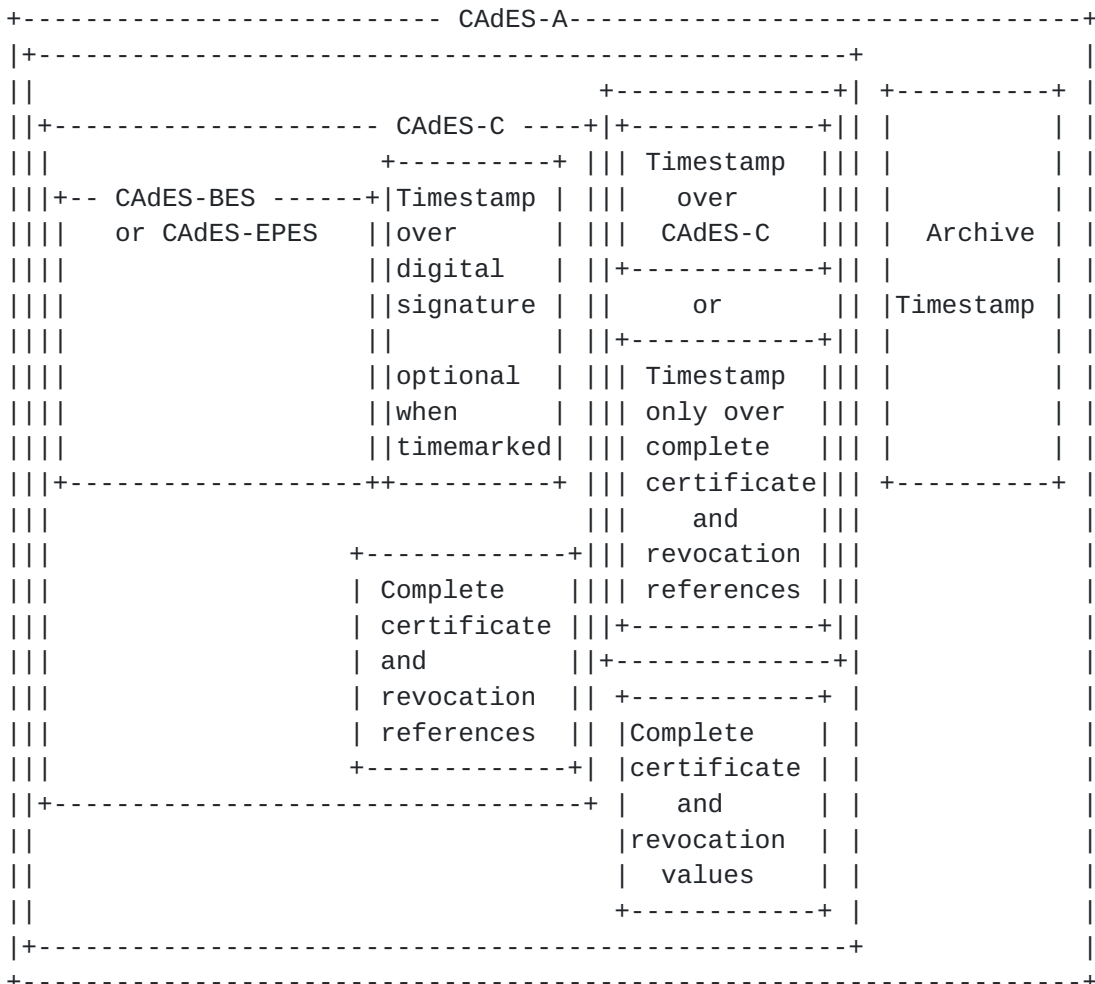 +--------------------------- CAdES-A---------------------------------+
|+----------------------------------------------------+              |
||                                     +--------------+| +----------+ |
||+--------------------- CAdES-C ----+|+------------+|| |          | |
|||                     +----------+ ||| Timestamp  ||| |          | |
|||+-- CAdES-BES ------+|Timestamp | |||   over     ||| |          | |
||||   or CAdES-EPES   ||over      | |||  CAdES-C   ||| |  Archive | |
||||                   ||digital   | ||+------------+|| |          | |
||||                   ||signature | ||     or       || |Timestamp | |
||||                   ||          | ||+------------+|| |          | |
||||                   ||optional  | ||| Timestamp  ||| |          | |
||||                   ||when      | ||| only over  ||| |          | |
||||                   ||timemarked| ||| complete   ||| |          | |
|||+-------------------++----------+ ||| certificate||| +----------+ |
|||                                  |||    and     |||              |
|||                   +-------------+||| revocation |||              |
|||                   | Complete    |||| references |||              |
|||                   | certificate |||+------------+||              |
|||                   | and         ||+--------------+|              |
|||                   | revocation  || +------------+ |              |
|||                   | references  || |Complete    | |              |
|||                   +-------------+| |certificate | |              |
||+----------------------------------+ |   and      | |              |
||                                     |revocation  | |              |
||                                     |  values    | |              |
||                                     +------------+ |              |
|+----------------------------------------------------+              |
+--------------------------------------------------------------------+